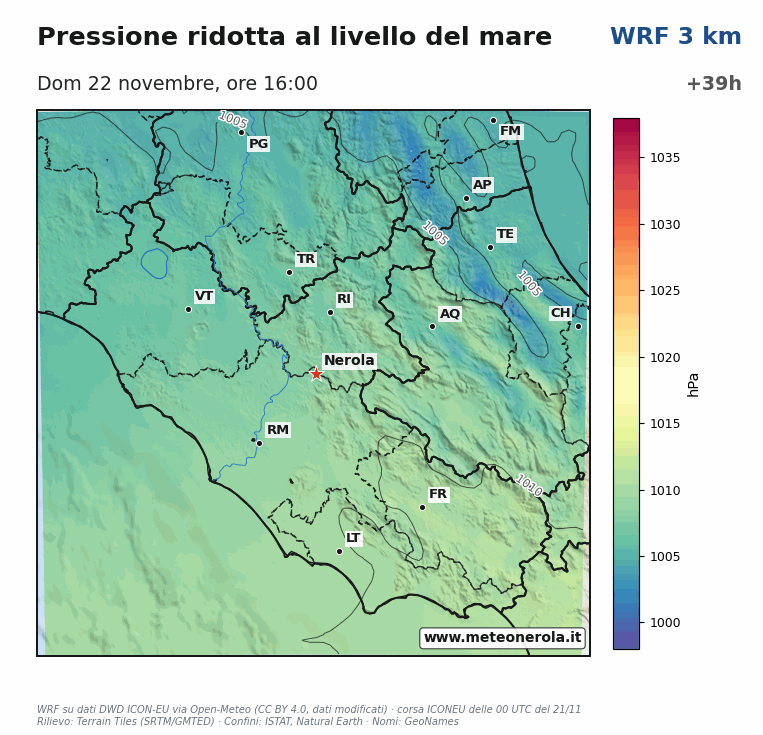 Pressione ridotta al livello del mare
WRF 3 km
Dom 22 novembre, ore 16:00
+39h
1005
PG
FM
AP
1005
TE
TR
1005
VT
RI
AQ
CH
Nerola
RM
1010
FR
LT
www.meteonerola.it
1035
1030
1025
1020
1015
1010
1005
1000
hPa
WRF su dati DWD ICON-EU via Open-Meteo (CC BY 4.0, dati modificati) · corsa ICONEU delle 00 UTC del 21/11
Rilievo: Terrain Tiles (SRTM/GMTED) · Confini: ISTAT, Natural Earth · Nomi: GeoNames